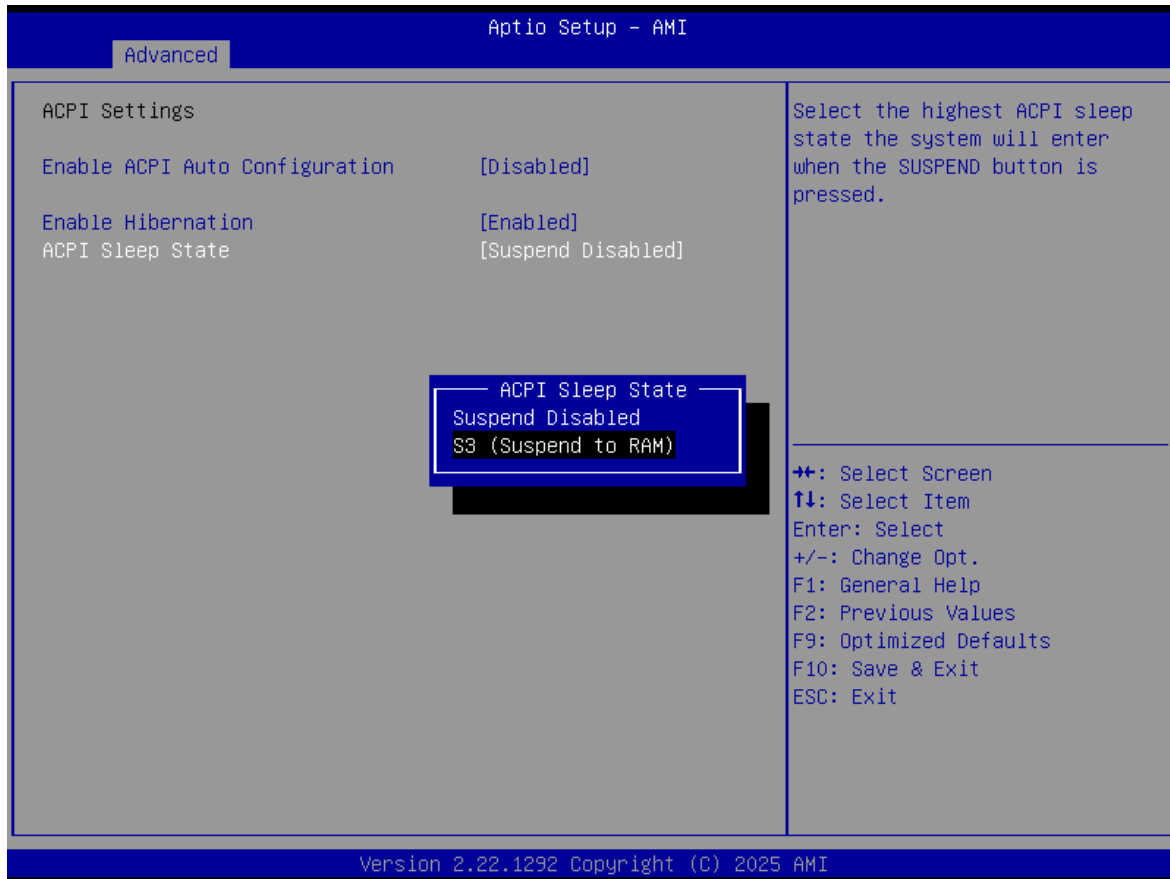 Aptio Setup – AMI
Advanced
ACPI Settings
Enable ACPI Auto Configuration [Disabled]
Enable Hibernation [Enabled]
ACPI Sleep State [Suspend Disabled]
ACPI Sleep State
Suspend Disabled
S3 (Suspend to RAM)
Select the highest ACPI sleep
state the system will enter
when the SUSPEND button is
pressed.
→←: Select Screen
↑↓: Select Item
Enter: Select
+/-: Change Opt.
F1: General Help
F2: Previous Values
F9: Optimized Defaults
F10: Save & Exit
ESC: Exit
Version 2.22.1292 Copyright (C) 2025 AMI